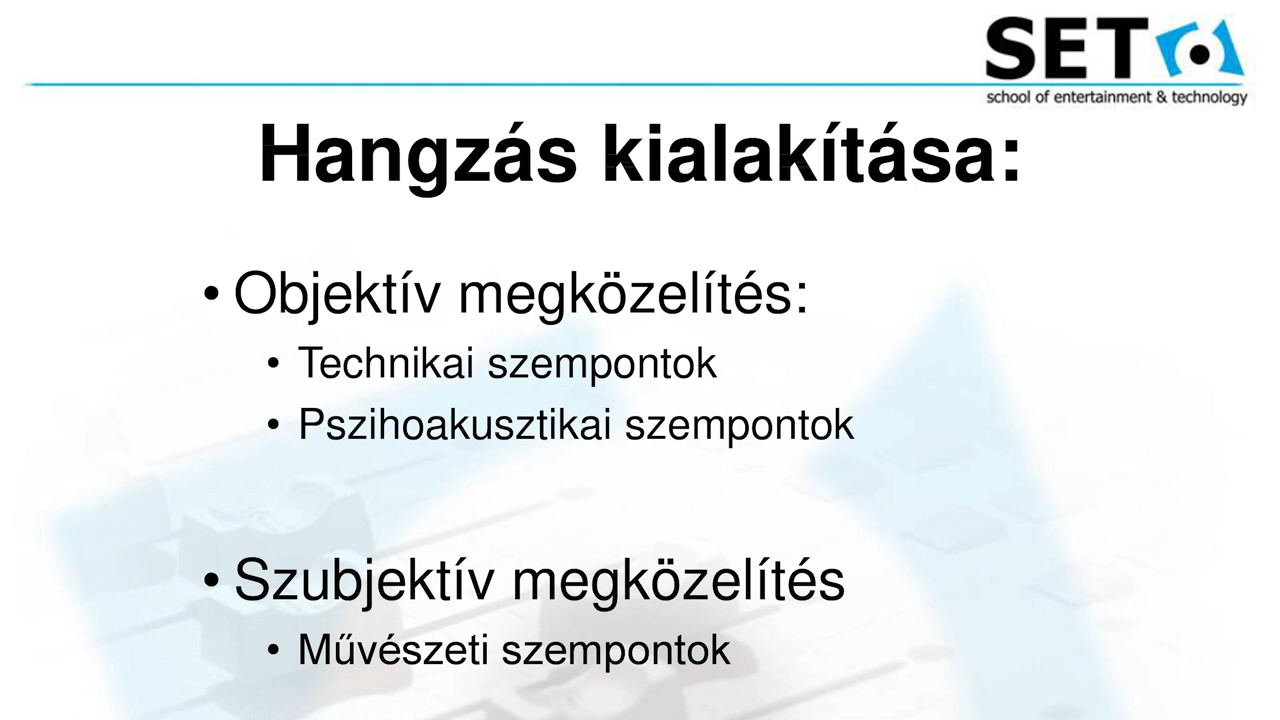 SET
school of entertainment & technology
Hangzás kialakítása:
• Objektív megközelítés:
• Technikai szempontok
• Pszihoakusztikai szempontok
• Szubjektív megközelítés
• Művészeti szempontok